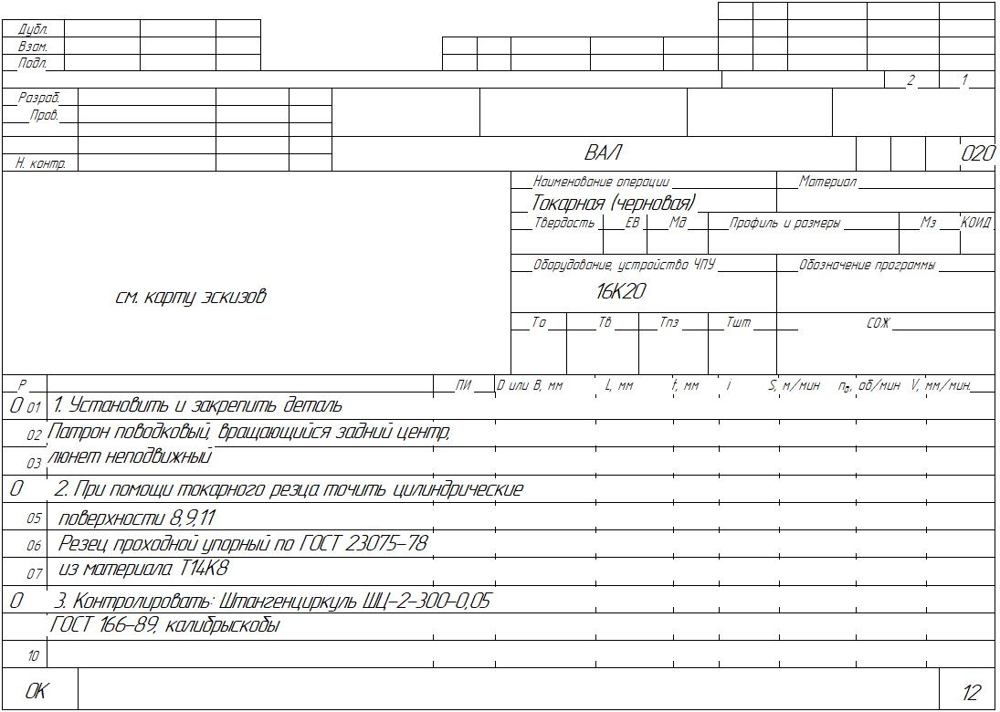 Дубл.
Взам.
Подл.
2 1
Разраб.
Пров.
ВАЛ 020
Н. контр.
Наименование операции Материал
Токарная (черновая)
Твердость ЕВ Мд Профиль и размеры Мз КОИД
Оборудование, устройство ЧПУ Обозначение программы
16К20
см. карту эскизов
То Тв Тпз Тшт СОЖ
Р ПИ D или В, мм L, мм t, мм i S, м/мин nд, об/мин V, мм/мин.
О 01 1. Установить и закрепить деталь
02 Патрон поводковый, вращающийся задний центр,
03 люнет неподвижный
О 2. При помощи токарного резца точить цилиндрические
05 поверхности 8,9,11
06 Резец проходной упорный по ГОСТ 23075-78
07 из материала Т14К8
О 3. Контролировать: Штангенциркуль ШЦ-2-300-0,05
ГОСТ 166-89, калибрыскобы
10
ОК 12